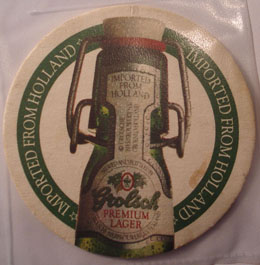 IMPORTED FROM HOLLAND
IMPORTED FROM HOLLAND
IMPORTED
FROM
HOLLAND
Grolsch
PREMIUM
LAGER